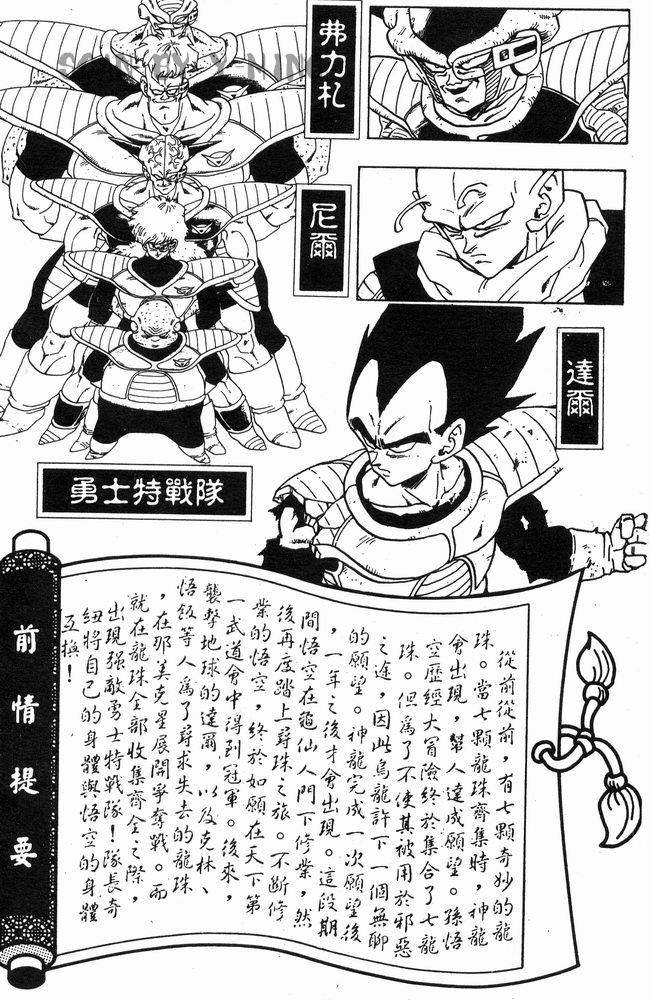 弗力札
尼爾
達爾
勇士特戰隊
前情提要
從前從前，有七顆奇妙的龍
珠。當七顆龍珠齊集時，神龍
會出現，幫人達成願望。孫悟
空歷經大冒險終於集合了七龍
珠。但為了不使其被用於邪惡
之途，因此烏龍許下一個無聊
的願望。神龍完成一次願望後
，一年之後才會出現。這段期
間悟空在龜仙人門下修業，然
後再度踏上尋珠之旅。不斷修
業的悟空，終於如願在天下第
一武道會中得到冠軍。後來，
襲擊地球的達爾，以及克林、
悟飯等人為了尋求失去的龍珠
，在那美克星展開爭奪戰。而
就在龍珠全部收集齊全之際，
出現强敵勇士特戰隊！隊長奇
紐將自己的身體與悟空的身體
互換！